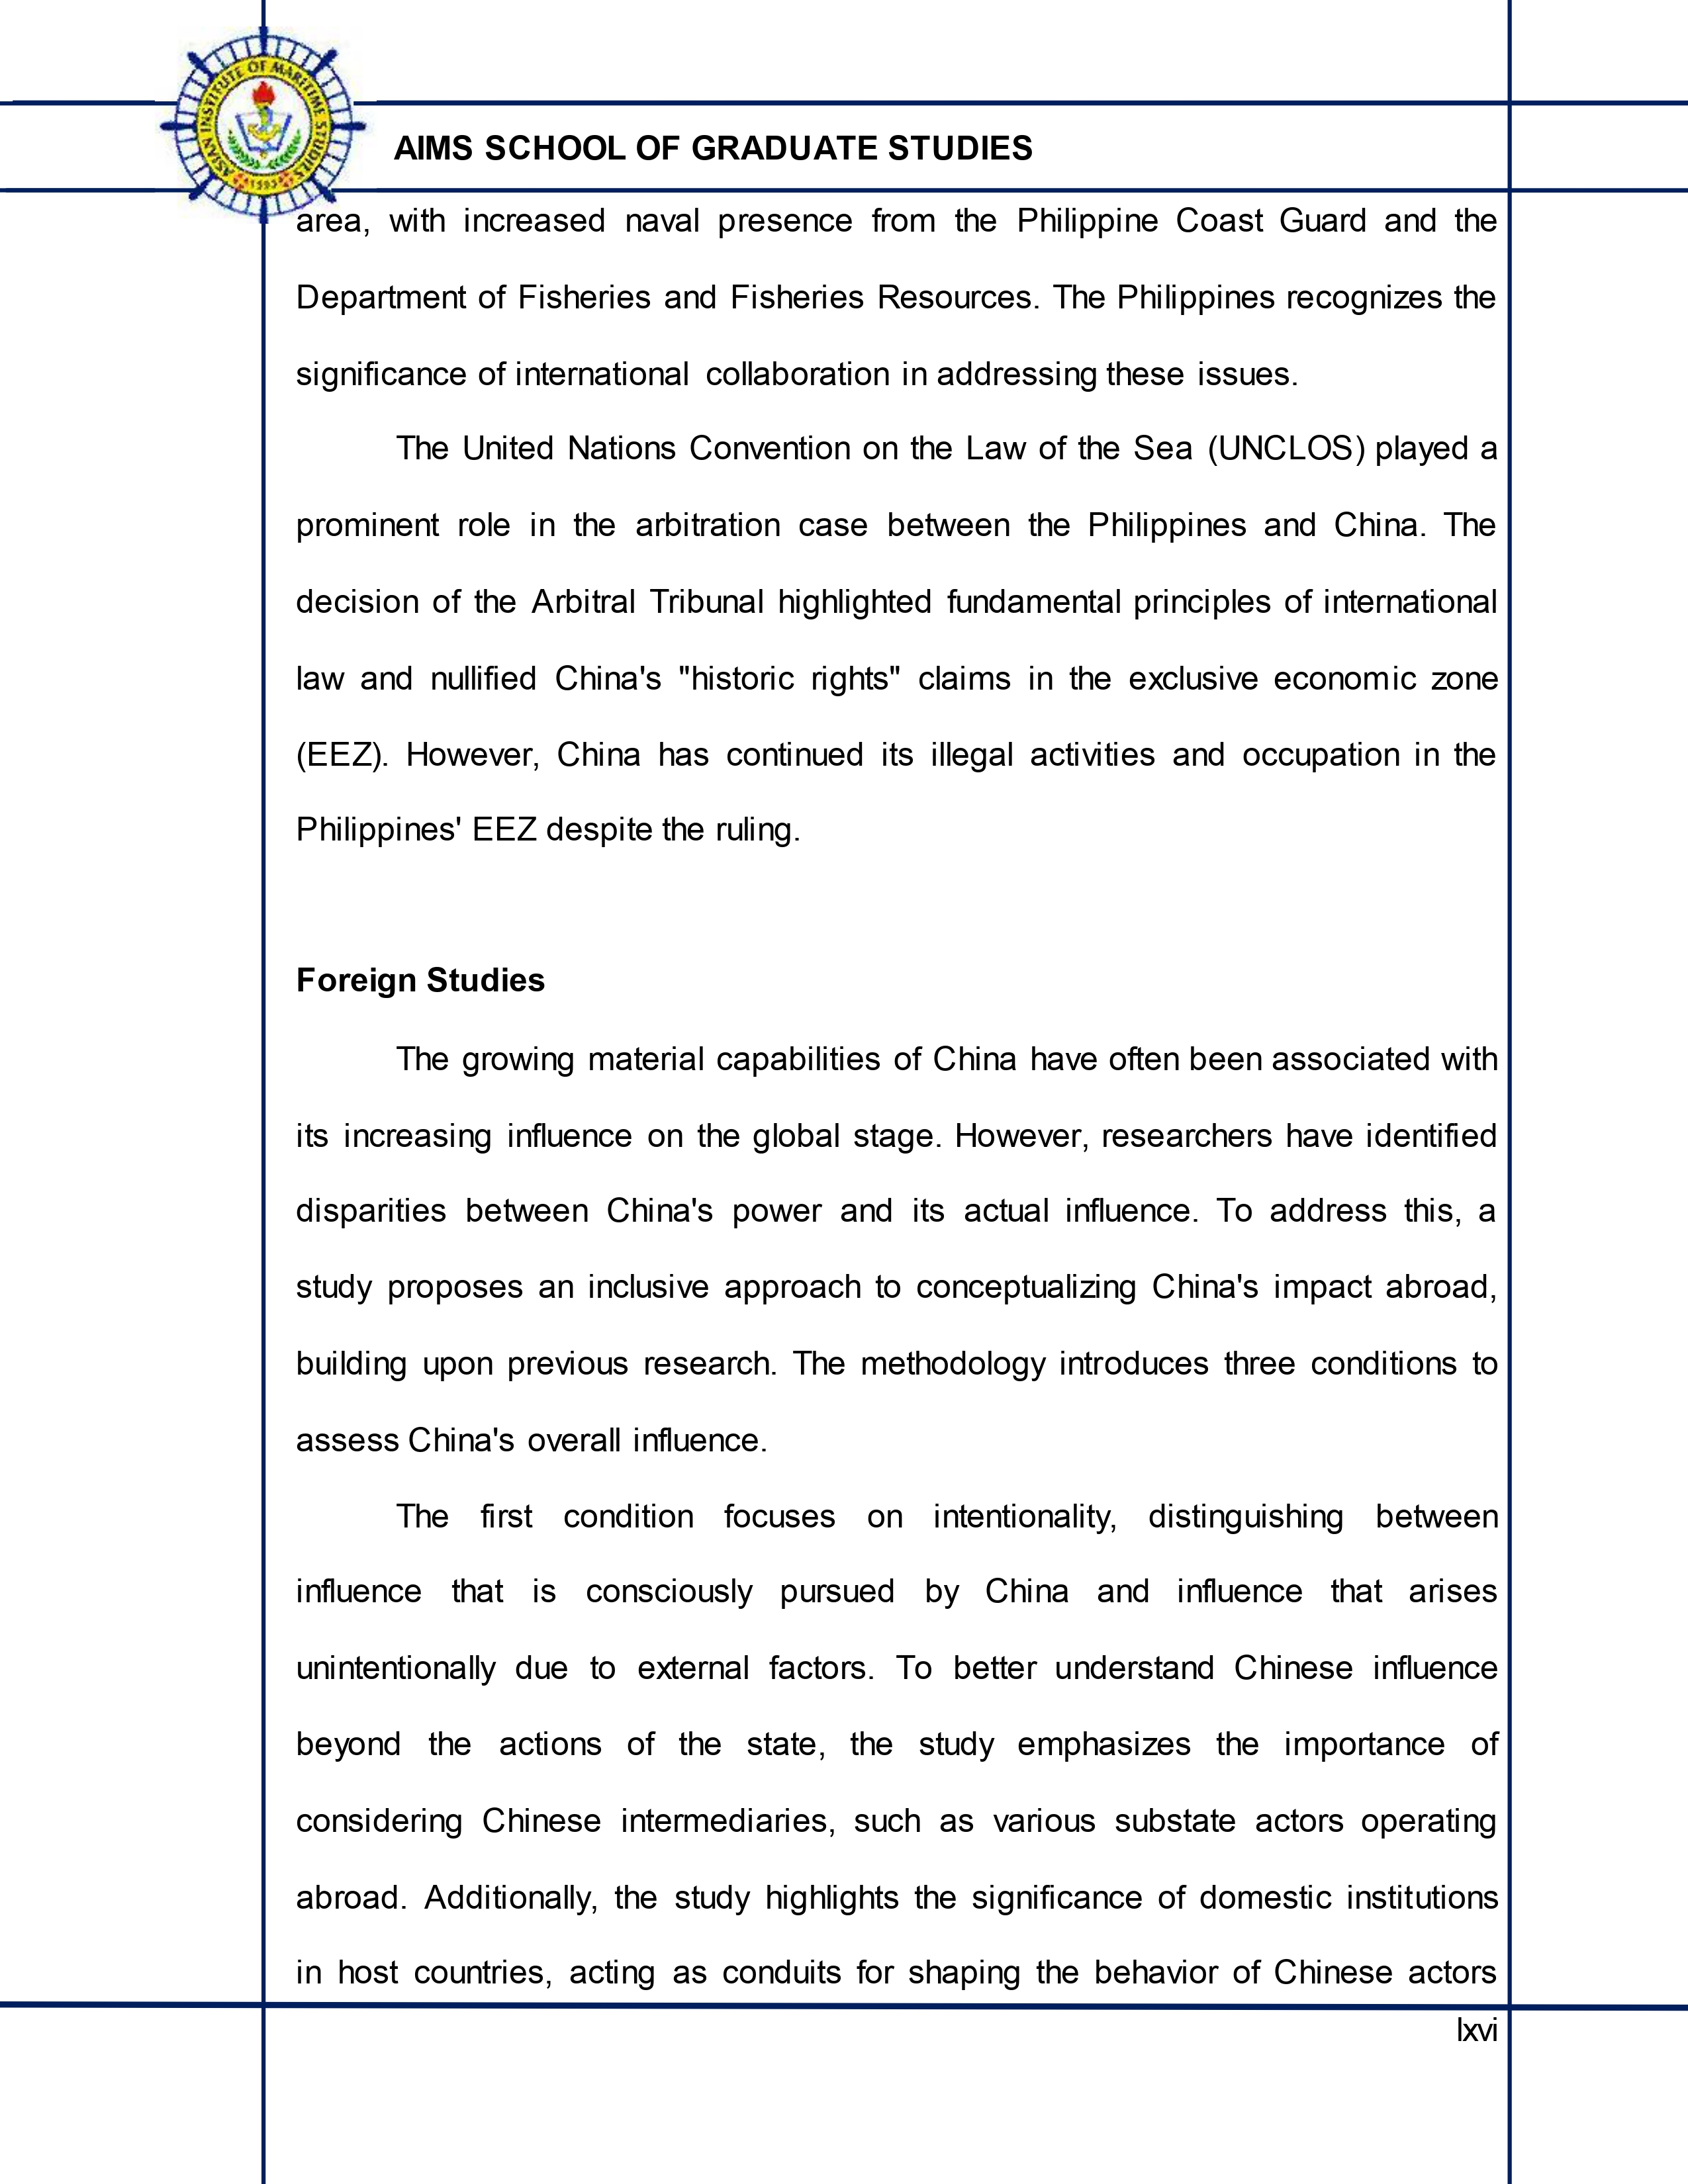 ASIAN INSTITUTE OF MARITIME STUDIES
1993
AIMS SCHOOL OF GRADUATE STUDIES
area, with increased naval presence from the Philippine Coast Guard and the
Department of Fisheries and Fisheries Resources. The Philippines recognizes the
significance of international collaboration in addressing these issues.
The United Nations Convention on the Law of the Sea (UNCLOS) played a
prominent role in the arbitration case between the Philippines and China. The
decision of the Arbitral Tribunal highlighted fundamental principles of international
law and nullified China's "historic rights" claims in the exclusive economic zone
(EEZ). However, China has continued its illegal activities and occupation in the
Philippines' EEZ despite the ruling.
Foreign Studies
The growing material capabilities of China have often been associated with
its increasing influence on the global stage. However, researchers have identified
disparities between China's power and its actual influence. To address this, a
study proposes an inclusive approach to conceptualizing China's impact abroad,
building upon previous research. The methodology introduces three conditions to
assess China's overall influence.
The first condition focuses on intentionality, distinguishing between
influence that is consciously pursued by China and influence that arises
unintentionally due to external factors. To better understand Chinese influence
beyond the actions of the state, the study emphasizes the importance of
considering Chinese intermediaries, such as various substate actors operating
abroad. Additionally, the study highlights the significance of domestic institutions
in host countries, acting as conduits for shaping the behavior of Chinese actors
lxvi